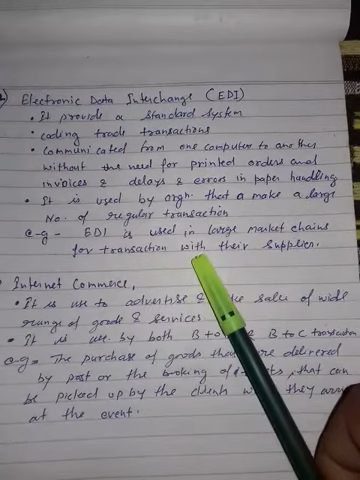 Electronic Data Interchange (EDI)
• It provide a standard system
• coding trade transactions
• communicated from one computer to another
without the need for printed orders and
invoices & delays & errors in paper handling
• It is used by orgn. that a make a large
No. of regular transaction
e-g- EDI is used in large market chains
for transaction with their supplier.
Internet Commerce,
• It is use to advertise & the sales of wide
range of goods & services
• It is use by both B to B to C transaction
e-g= The purchase of goods that are delivered
by post or the booking of that can
be picked up by the clients they
at the event.